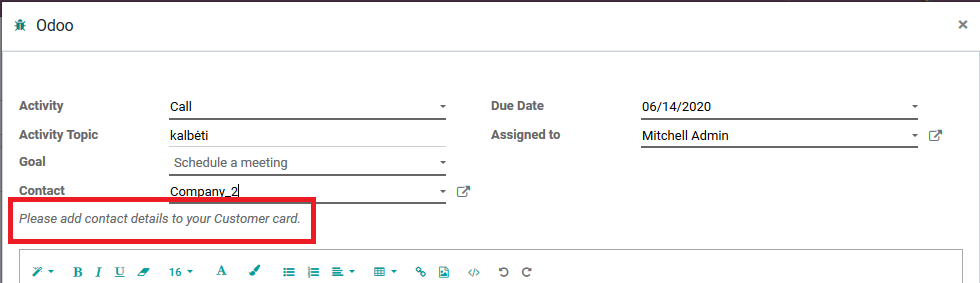 Odoo
Activity Call Due Date 06/14/2020
Activity Topic kalbėti Assigned to Mitchell Admin
Goal Schedule a meeting
Contact Company_2
Please add contact details to your Customer card.
B I U 16 A </>